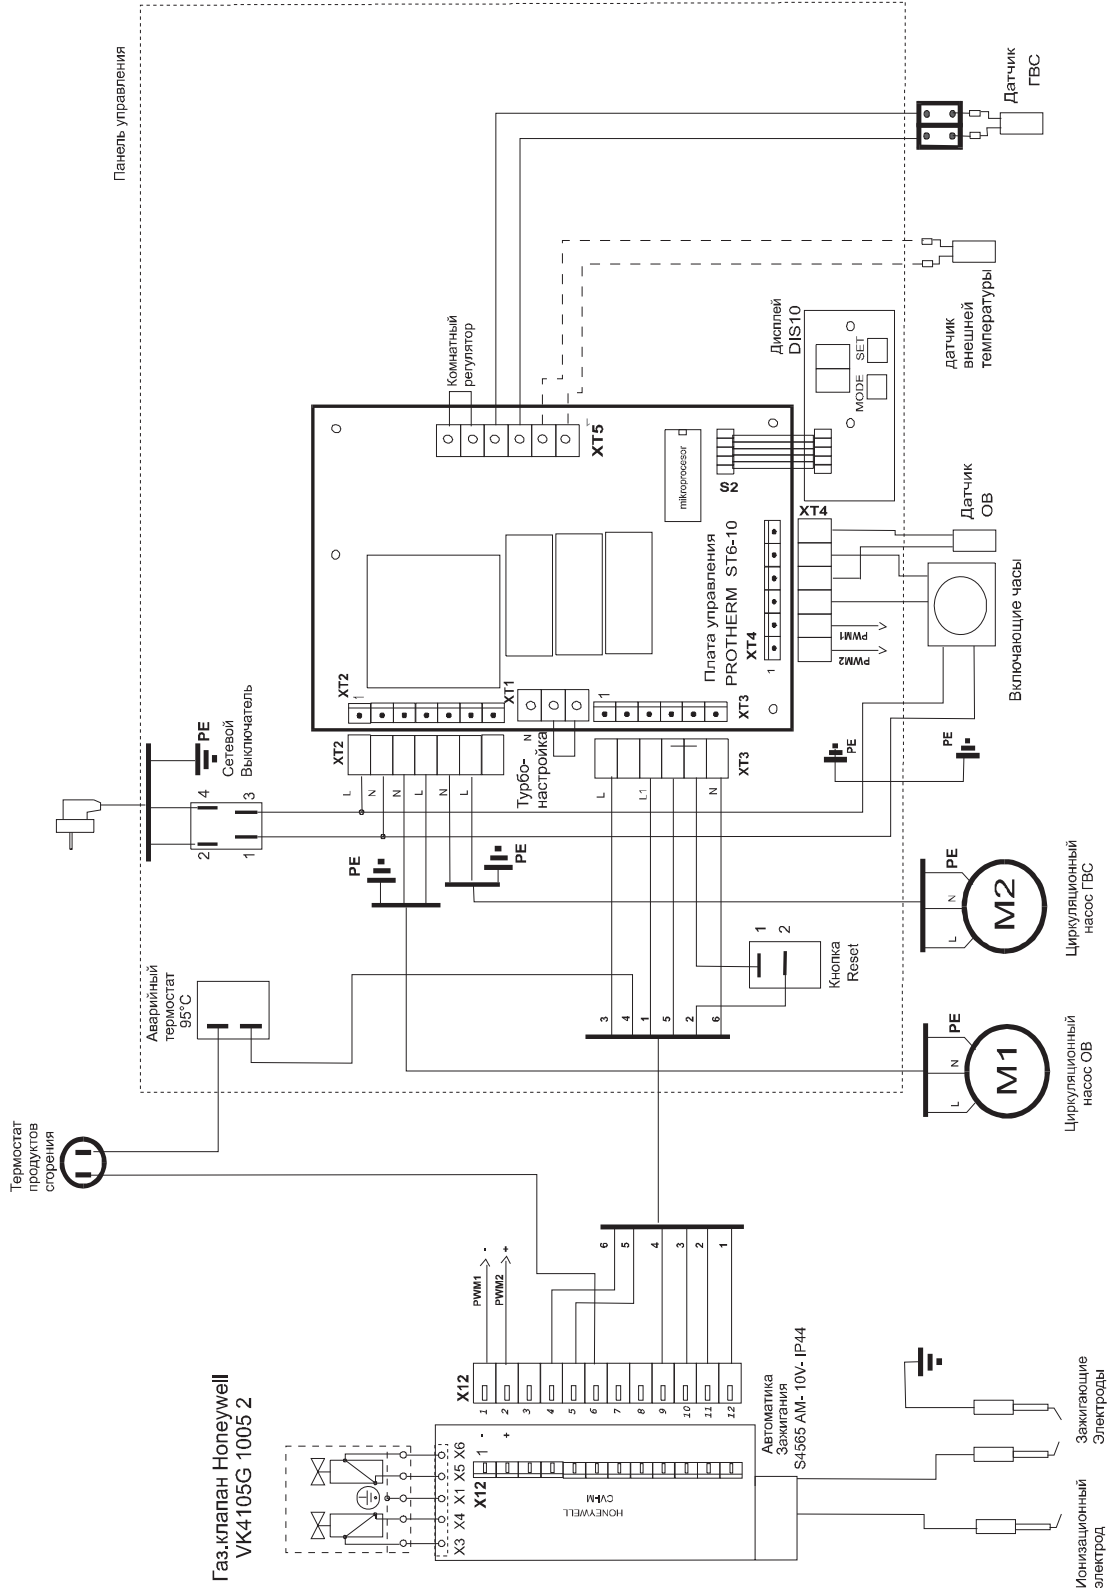 Панель управления
Датчик
ГВС
датчик
внешней
температуры
Дисплей
DIS10
MODE
SET
Комнатный
регулятор
XT5
mikroprocesor
S2
XT4
Датчик
ОВ
Плата управления
PROTHERM ST6-10
XT4
1
PWM1
PWM2
Включающие часы
XT2
1
XT1
N
1
XT3
XT2
Турбо-
настройка
XT3
L
N
N
L
N
L
L
L1
N
PE
Сетевой
Выключатель
4
3
2
1
PE
PE
PE
PE
Аварийный
термостат
95°C
3
4
1
5
2
6
1
2
Кнопка
Reset
PE
N
L
M2
Циркуляционный
насос ГВС
PE
N
L
M1
Циркуляционный
насос ОВ
Термостат
продуктов
сгорения
6
5
4
3
2
1
PWM1
-
PWM2
+
X12
1
2
3
4
5
6
7
8
9
10
11
12
Газ.клапан Honeywell
VK4105G 1005 2
X3
X4
X1
X5
X6
X12
1
-
+
HONEYWELL
CVI-M
Автоматика
Зажигания
S4565 AM- 10V- IP44
Зажигающие
Электроды
Ионизационный
электрод